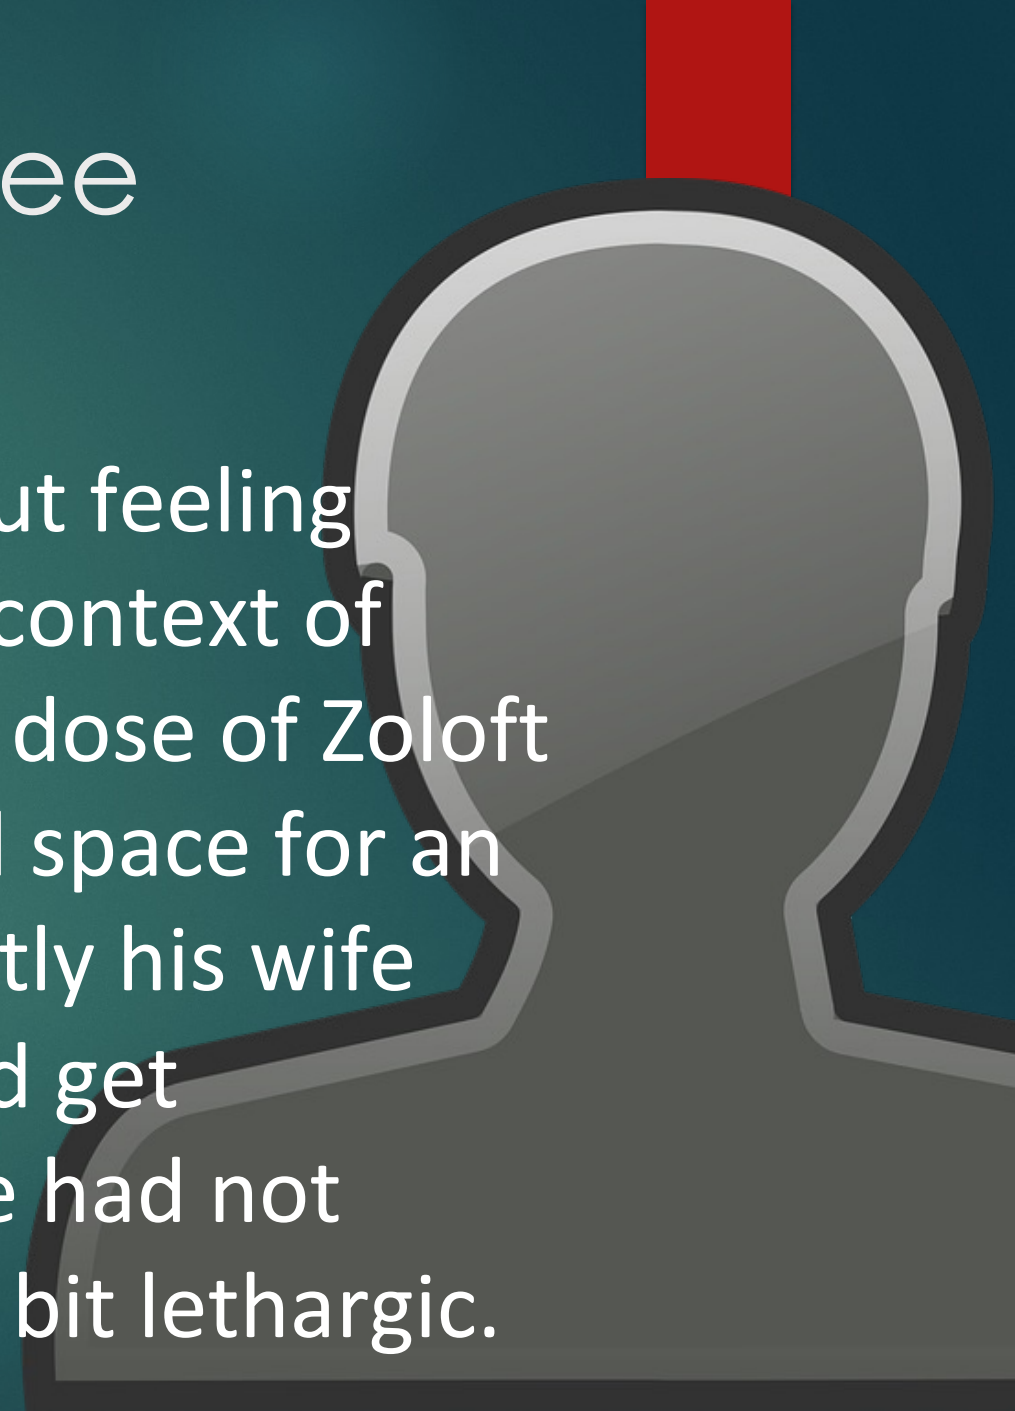 ee
ut feeling
context of
dose of Zoloft
space for an
tly his wife
d get
e had not
bit lethargic.